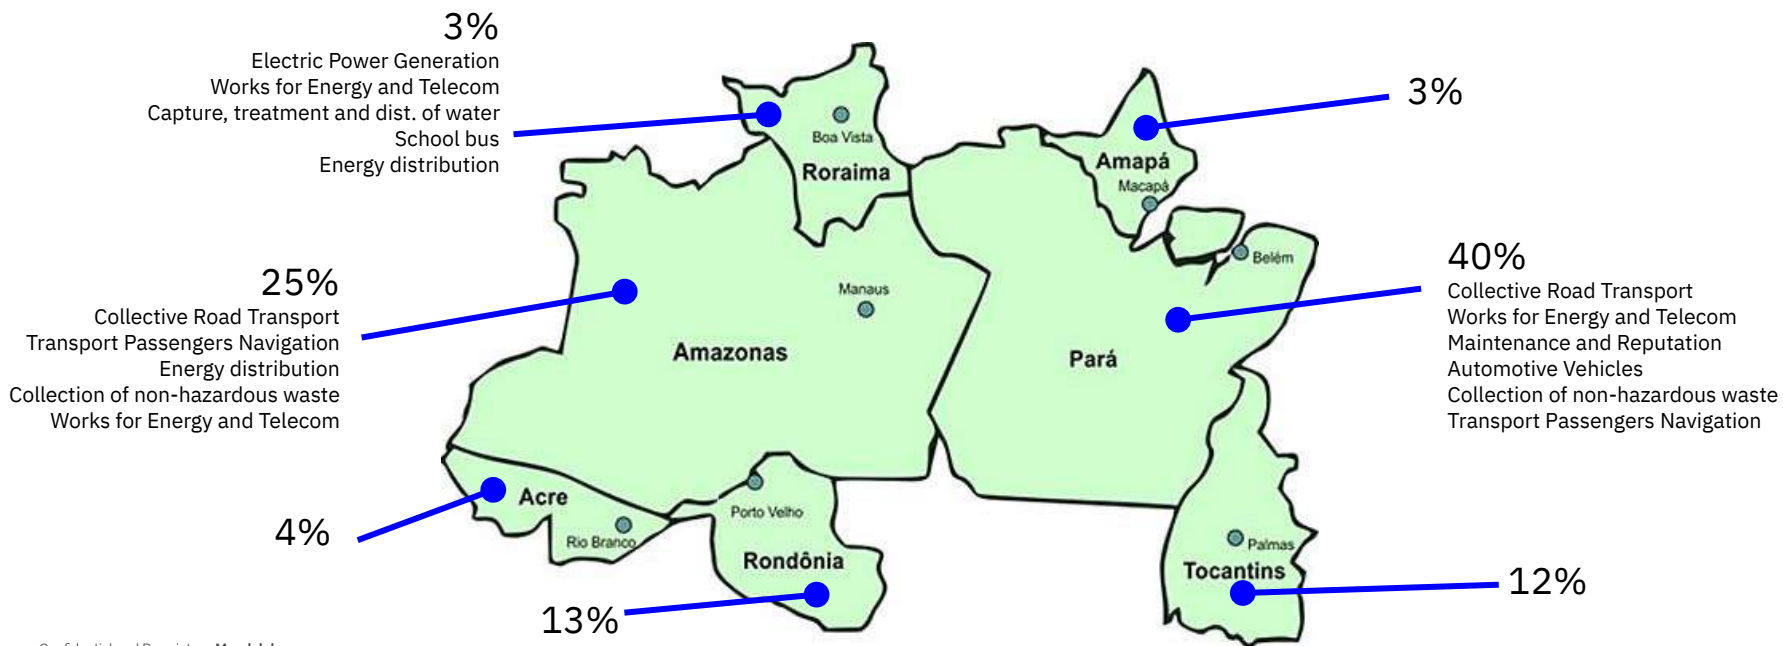 3%
Electric Power Generation
Works for Energy and Telecom
Capture, treatment and dist. of water
School bus
Energy distribution
3%
Boa Vista
Roraima
Amapá
Macapá
Belém
25%
Collective Road Transport
Transport Passengers Navigation
Energy distribution
Collection of non-hazardous waste
Works for Energy and Telecom
Manaus
Amazonas
Pará
40%
Collective Road Transport
Works for Energy and Telecom
Maintenance and Reputation
Automotive Vehicles
Collection of non-hazardous waste
Transport Passengers Navigation
4%
Acre
Rio Branco
Porto Velho
Rondônia
13%
Palmas
Tocantins
12%